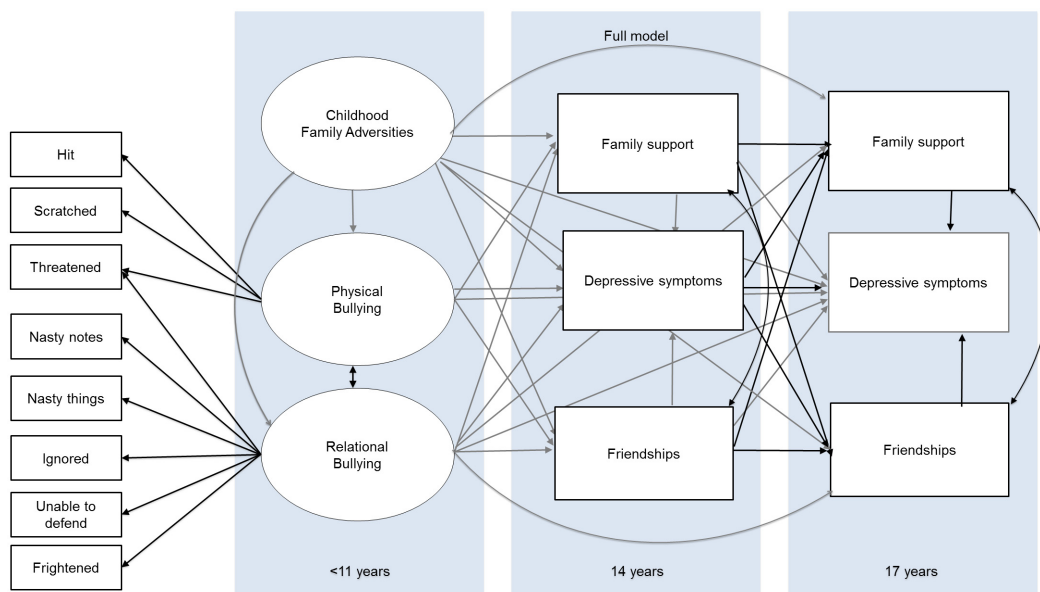 Full model
Childhood
Family Adversities
Family support
Family support
Hit
Scratched
Threatened
Physical
Bullying
Depressive symptoms
Depressive symptoms
Nasty notes
Nasty things
Ignored
Relational
Bullying
Friendships
Friendships
Unable to
defend
Frightened
<11 years
14 years
17 years